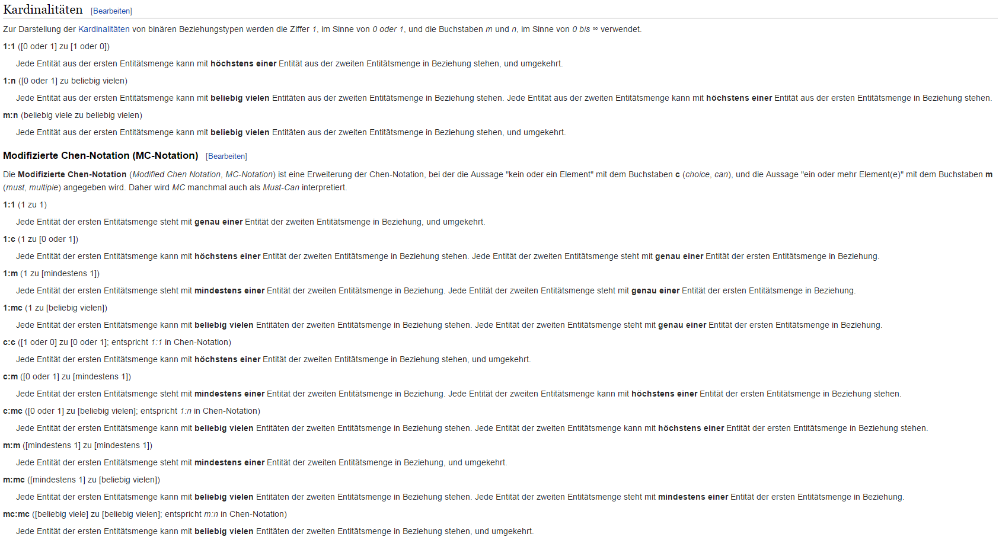 Kardinalitäten [Bearbeiten]
Zur Darstellung der Kardinalitäten von binären Beziehungstypen werden die Ziffer 1, im Sinne von 0 oder 1, und die Buchstaben m und n, im Sinne von 0 bis ∞ verwendet.
1:1 ([0 oder 1] zu [1 oder 0])
Jede Entität aus der ersten Entitätsmenge kann mit höchstens einer Entität aus der zweiten Entitätsmenge in Beziehung stehen, und umgekehrt.
1:n ([0 oder 1] zu beliebig vielen)
Jede Entität aus der ersten Entitätsmenge kann mit beliebig vielen Entitäten aus der zweiten Entitätsmenge in Beziehung stehen. Jede Entität aus der zweiten Entitätsmenge kann mit höchstens einer Entität aus der ersten Entitätsmenge in Beziehung stehen.
m:n (beliebig viele zu beliebig vielen)
Jede Entität aus der ersten Entitätsmenge kann mit beliebig vielen Entitäten aus der zweiten Entitätsmenge in Beziehung stehen, und umgekehrt.
Modifizierte Chen-Notation (MC-Notation) [Bearbeiten]
Die Modifizierte Chen-Notation (Modified Chen Notation, MC-Notation) ist eine Erweiterung der Chen-Notation, bei der die Aussage "kein oder ein Element" mit dem Buchstaben c (choice, can), und die Aussage "ein oder mehr Element(e)" mit dem Buchstaben m
(must, multiple) angegeben wird. Daher wird MC manchmal auch als Must-Can interpretiert.
1:1 (1 zu 1)
Jede Entität der ersten Entitätsmenge steht mit genau einer Entität der zweiten Entitätsmenge in Beziehung, und umgekehrt.
1:c (1 zu [0 oder 1])
Jede Entität der ersten Entitätsmenge kann mit höchstens einer Entität der zweiten Entitätsmenge in Beziehung stehen. Jede Entität der zweiten Entitätsmenge steht mit genau einer Entität der ersten Entitätsmenge in Beziehung.
1:m (1 zu [mindestens 1])
Jede Entität der ersten Entitätsmenge steht mit mindestens einer Entität der zweiten Entitätsmenge in Beziehung. Jede Entität der zweiten Entitätsmenge steht mit genau einer Entität der ersten Entitätsmenge in Beziehung.
1:mc (1 zu [beliebig vielen])
Jede Entität der ersten Entitätsmenge kann mit beliebig vielen Entitäten der zweiten Entitätsmenge in Beziehung stehen. Jede Entität der zweiten Entitätsmenge steht mit genau einer Entität der ersten Entitätsmenge in Beziehung.
c:c ([1 oder 0] zu [0 oder 1]; entspricht 1:1 in Chen-Notation)
Jede Entität der ersten Entitätsmenge kann mit höchstens einer Entität der zweiten Entitätsmenge in Beziehung stehen, und umgekehrt.
c:m ([0 oder 1] zu [mindestens 1])
Jede Entität der ersten Entitätsmenge steht mit mindestens einer Entität der zweiten Entitätsmenge in Beziehung. Jede Entität der zweiten Entitätsmenge kann mit höchstens einer Entität der ersten Entitätsmenge in Beziehung stehen.
c:mc ([0 oder 1] zu [beliebig vielen]; entspricht 1:n in Chen-Notation)
Jede Entität der ersten Entitätsmenge kann mit beliebig vielen Entitäten der zweiten Entitätsmenge in Beziehung stehen. Jede Entität der zweiten Entitätsmenge kann mit höchstens einer Entität der ersten Entitätsmenge in Beziehung stehen.
m:m ([mindestens 1] zu [mindestens 1])
Jede Entität der ersten Entitätsmenge steht mit mindestens einer Entität der zweiten Entitätsmenge in Beziehung, und umgekehrt.
m:mc ([mindestens 1] zu [beliebig vielen])
Jede Entität der ersten Entitätsmenge kann mit beliebig vielen Entitäten der zweiten Entitätsmenge in Beziehung stehen. Jede Entität der zweiten Entitätsmenge steht mit mindestens einer Entität der ersten Entitätsmenge in Beziehung.
mc:mc ([beliebig viele] zu [beliebig vielen]; entspricht m:n in Chen-Notation)
Jede Entität der ersten Entitätsmenge kann mit beliebig vielen Entitäten der zweiten Entitätsmenge in Beziehung stehen, und umgekehrt.